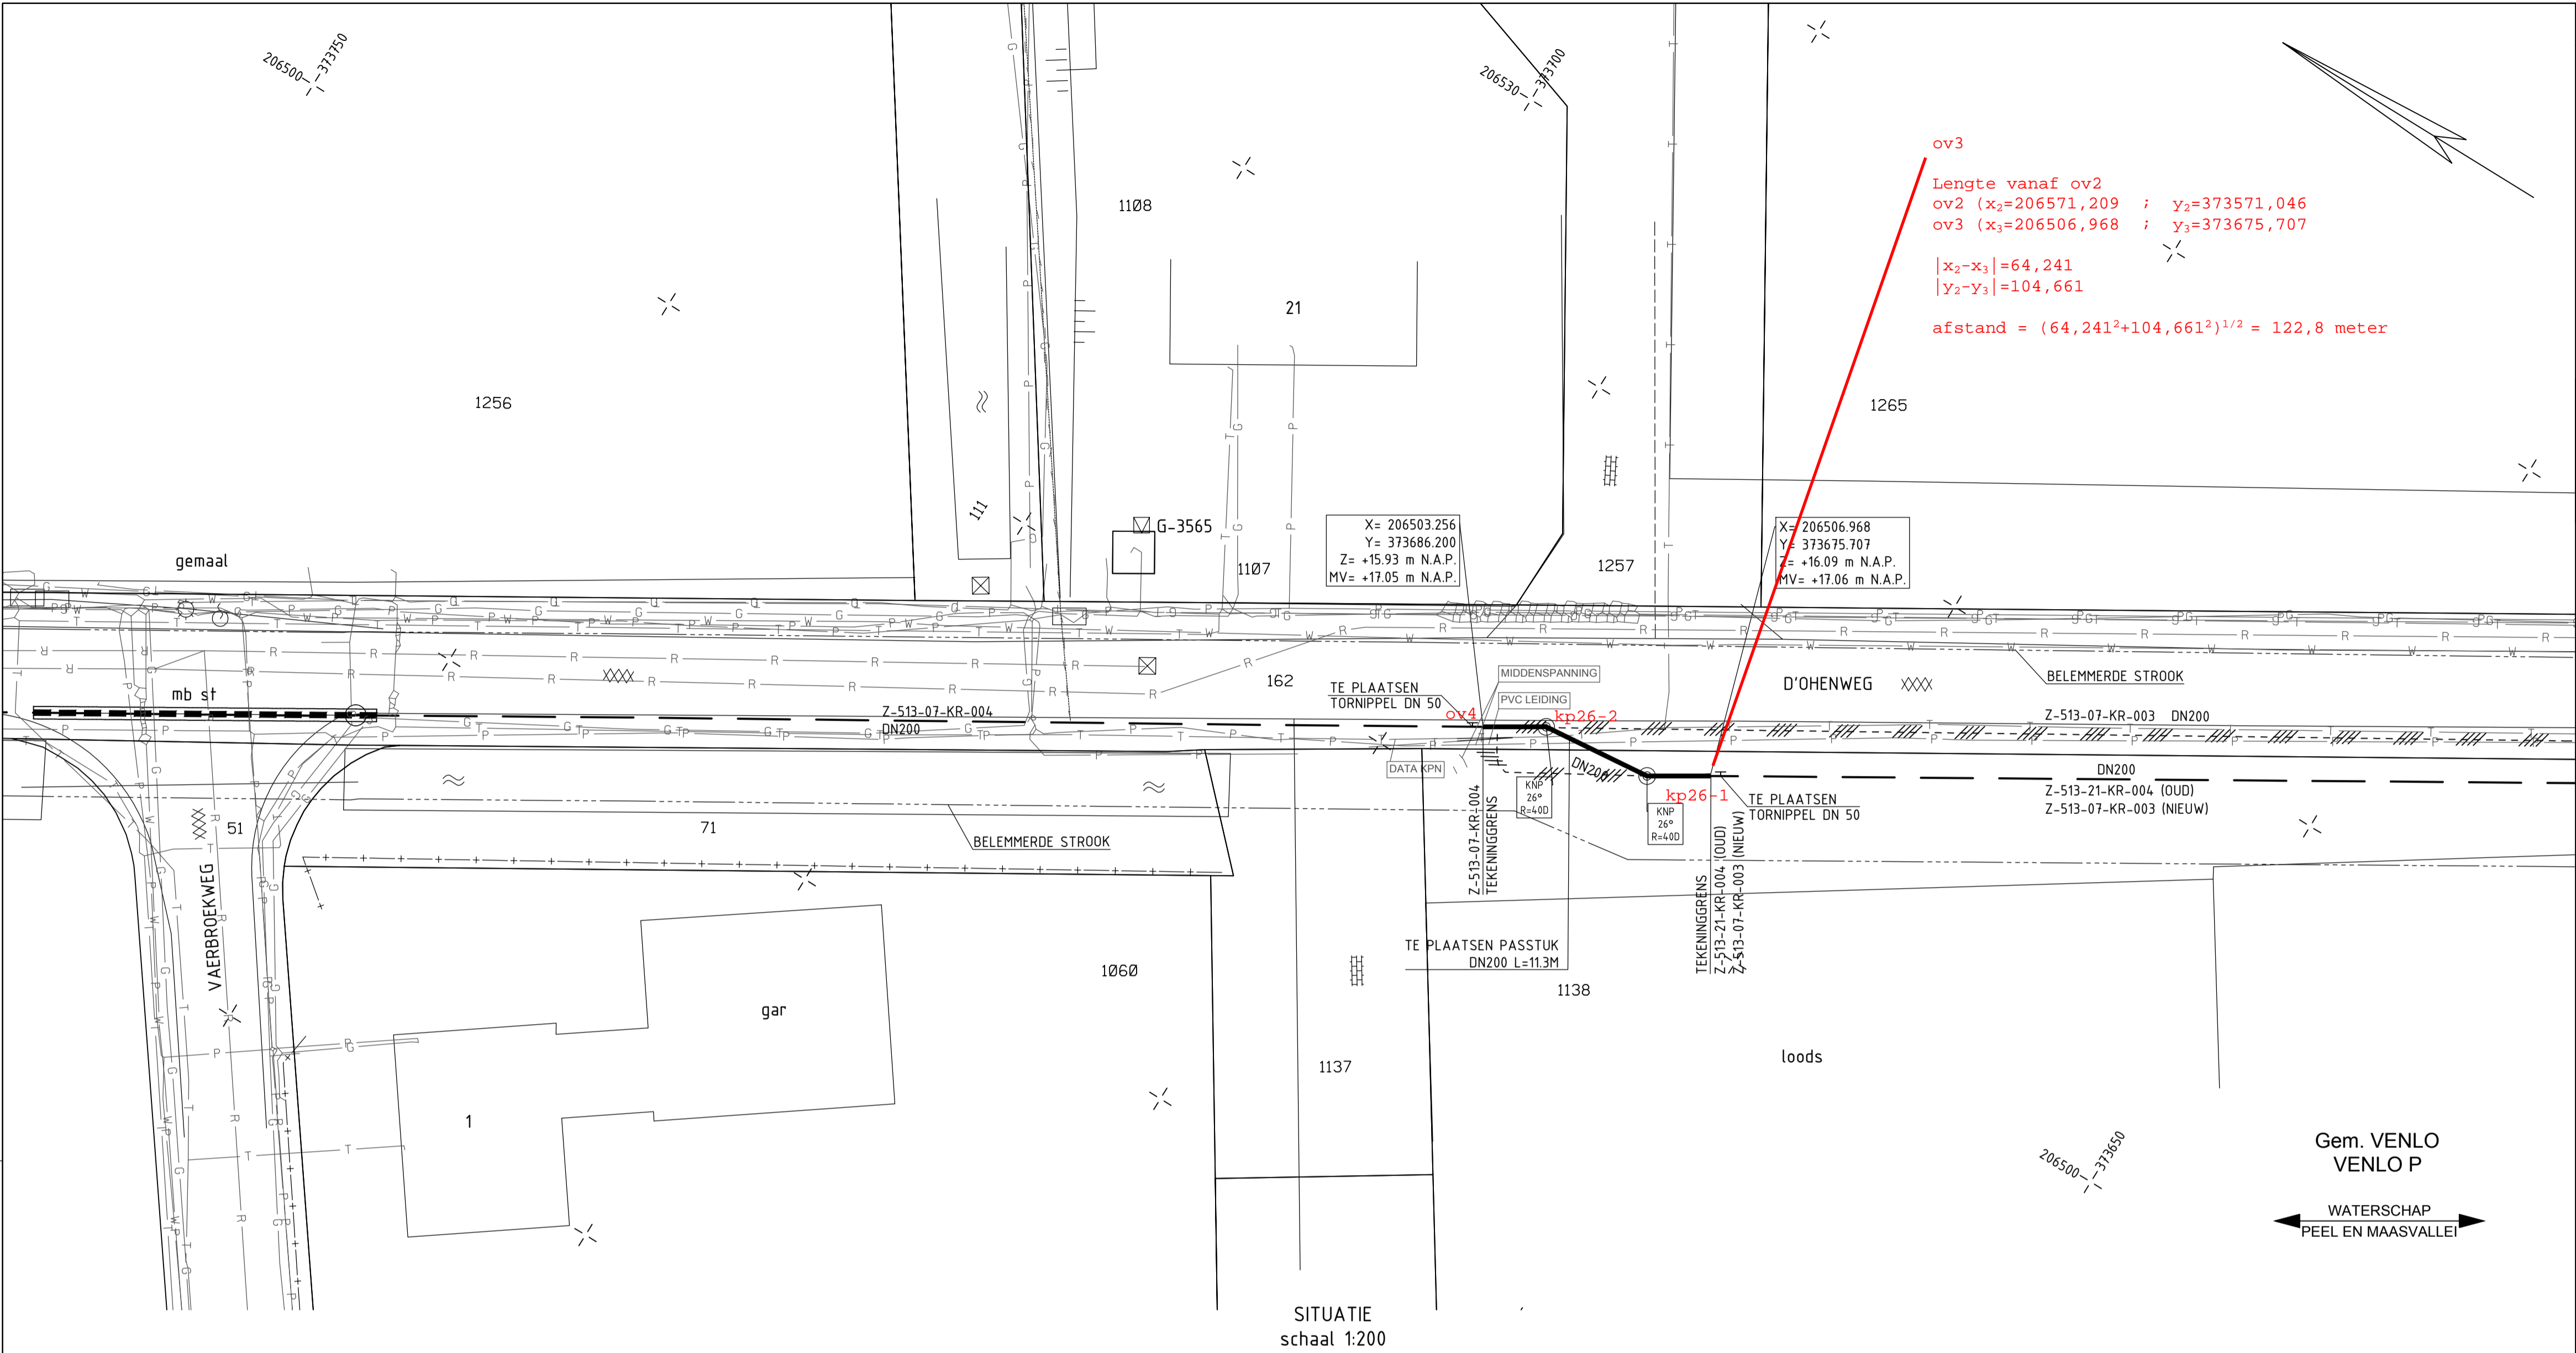 206500
373750
206530
373700
ov3
Lengte vanaf ov2
ov2 (x₂=206571,209 ; y₂=373571,046
ov3 (x₃=206506,968 ; y₃=373675,707
|x₂-x₃|=64,241
|y₂-y₃|=104,661
afstand = (64,241²+104,661²)¹/² = 122,8 meter
1108
21
1256
1265
111
G-3565
X= 206503.256
Y= 373686.200
Z= +15.93 m N.A.P.
MV= +17.05 m N.A.P.
X= 206506.968
Y= 373675.707
Z= +16.09 m N.A.P.
MV= +17.06 m N.A.P.
gemaal
1107
1257
mb st
162
MIDDENSPANNING
PVC LEIDING
TE PLAATSEN
TORNIPPEL DN 50
D'OHENWEG
BELEMMERDE STROOK
Z-513-07-KR-004
DN200
ov4
kp26-2
Z-513-07-KR-003 DN200
DATA KPN
DN200
KNP
26°
R=40D
kp26-1
KNP
26°
R=40D
TE PLAATSEN
TORNIPPEL DN 50
DN200
Z-513-21-KR-004 (OUD)
Z-513-07-KR-003 (NIEUW)
51
71
BELEMMERDE STROOK
VAERBROEKWEG
Z-513-07-KR-004
TEKENINGGRENS
TEKENINGGRENS
Z-513-21-KR-004 (OUD)
Z-513-07-KR-003 (NIEUW)
TE PLAATSEN PASSTUK
DN200 L=11.3M
1060
1138
gar
1137
loods
1
206500
373650
Gem. VENLO
VENLO P
WATERSCHAP
PEEL EN MAASVALLEI
SITUATIE
schaal 1:200